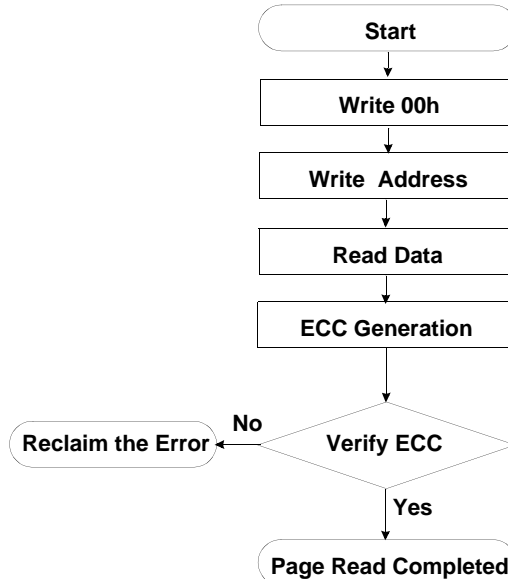 Start
Write 00h
Write Address
Read Data
ECC Generation
No
Reclaim the Error
Verify ECC
Yes
Page Read Completed